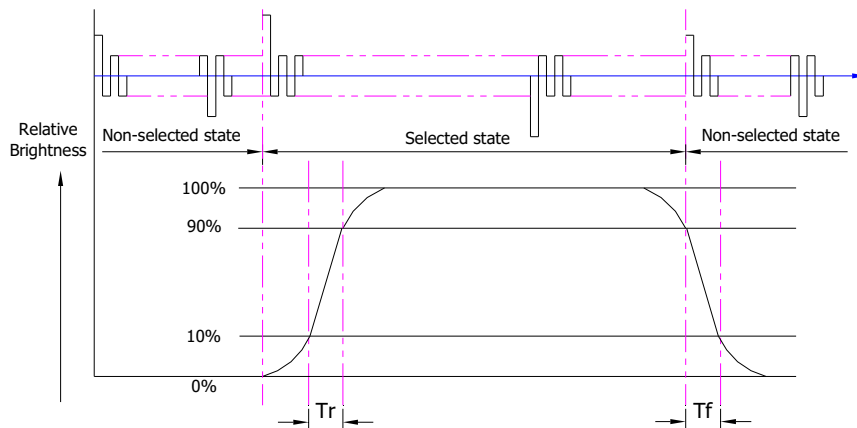 Relative
Brightness
Non-selected state
Selected state
Non-selected state
100%
90%
10%
0%
Tr
Tf